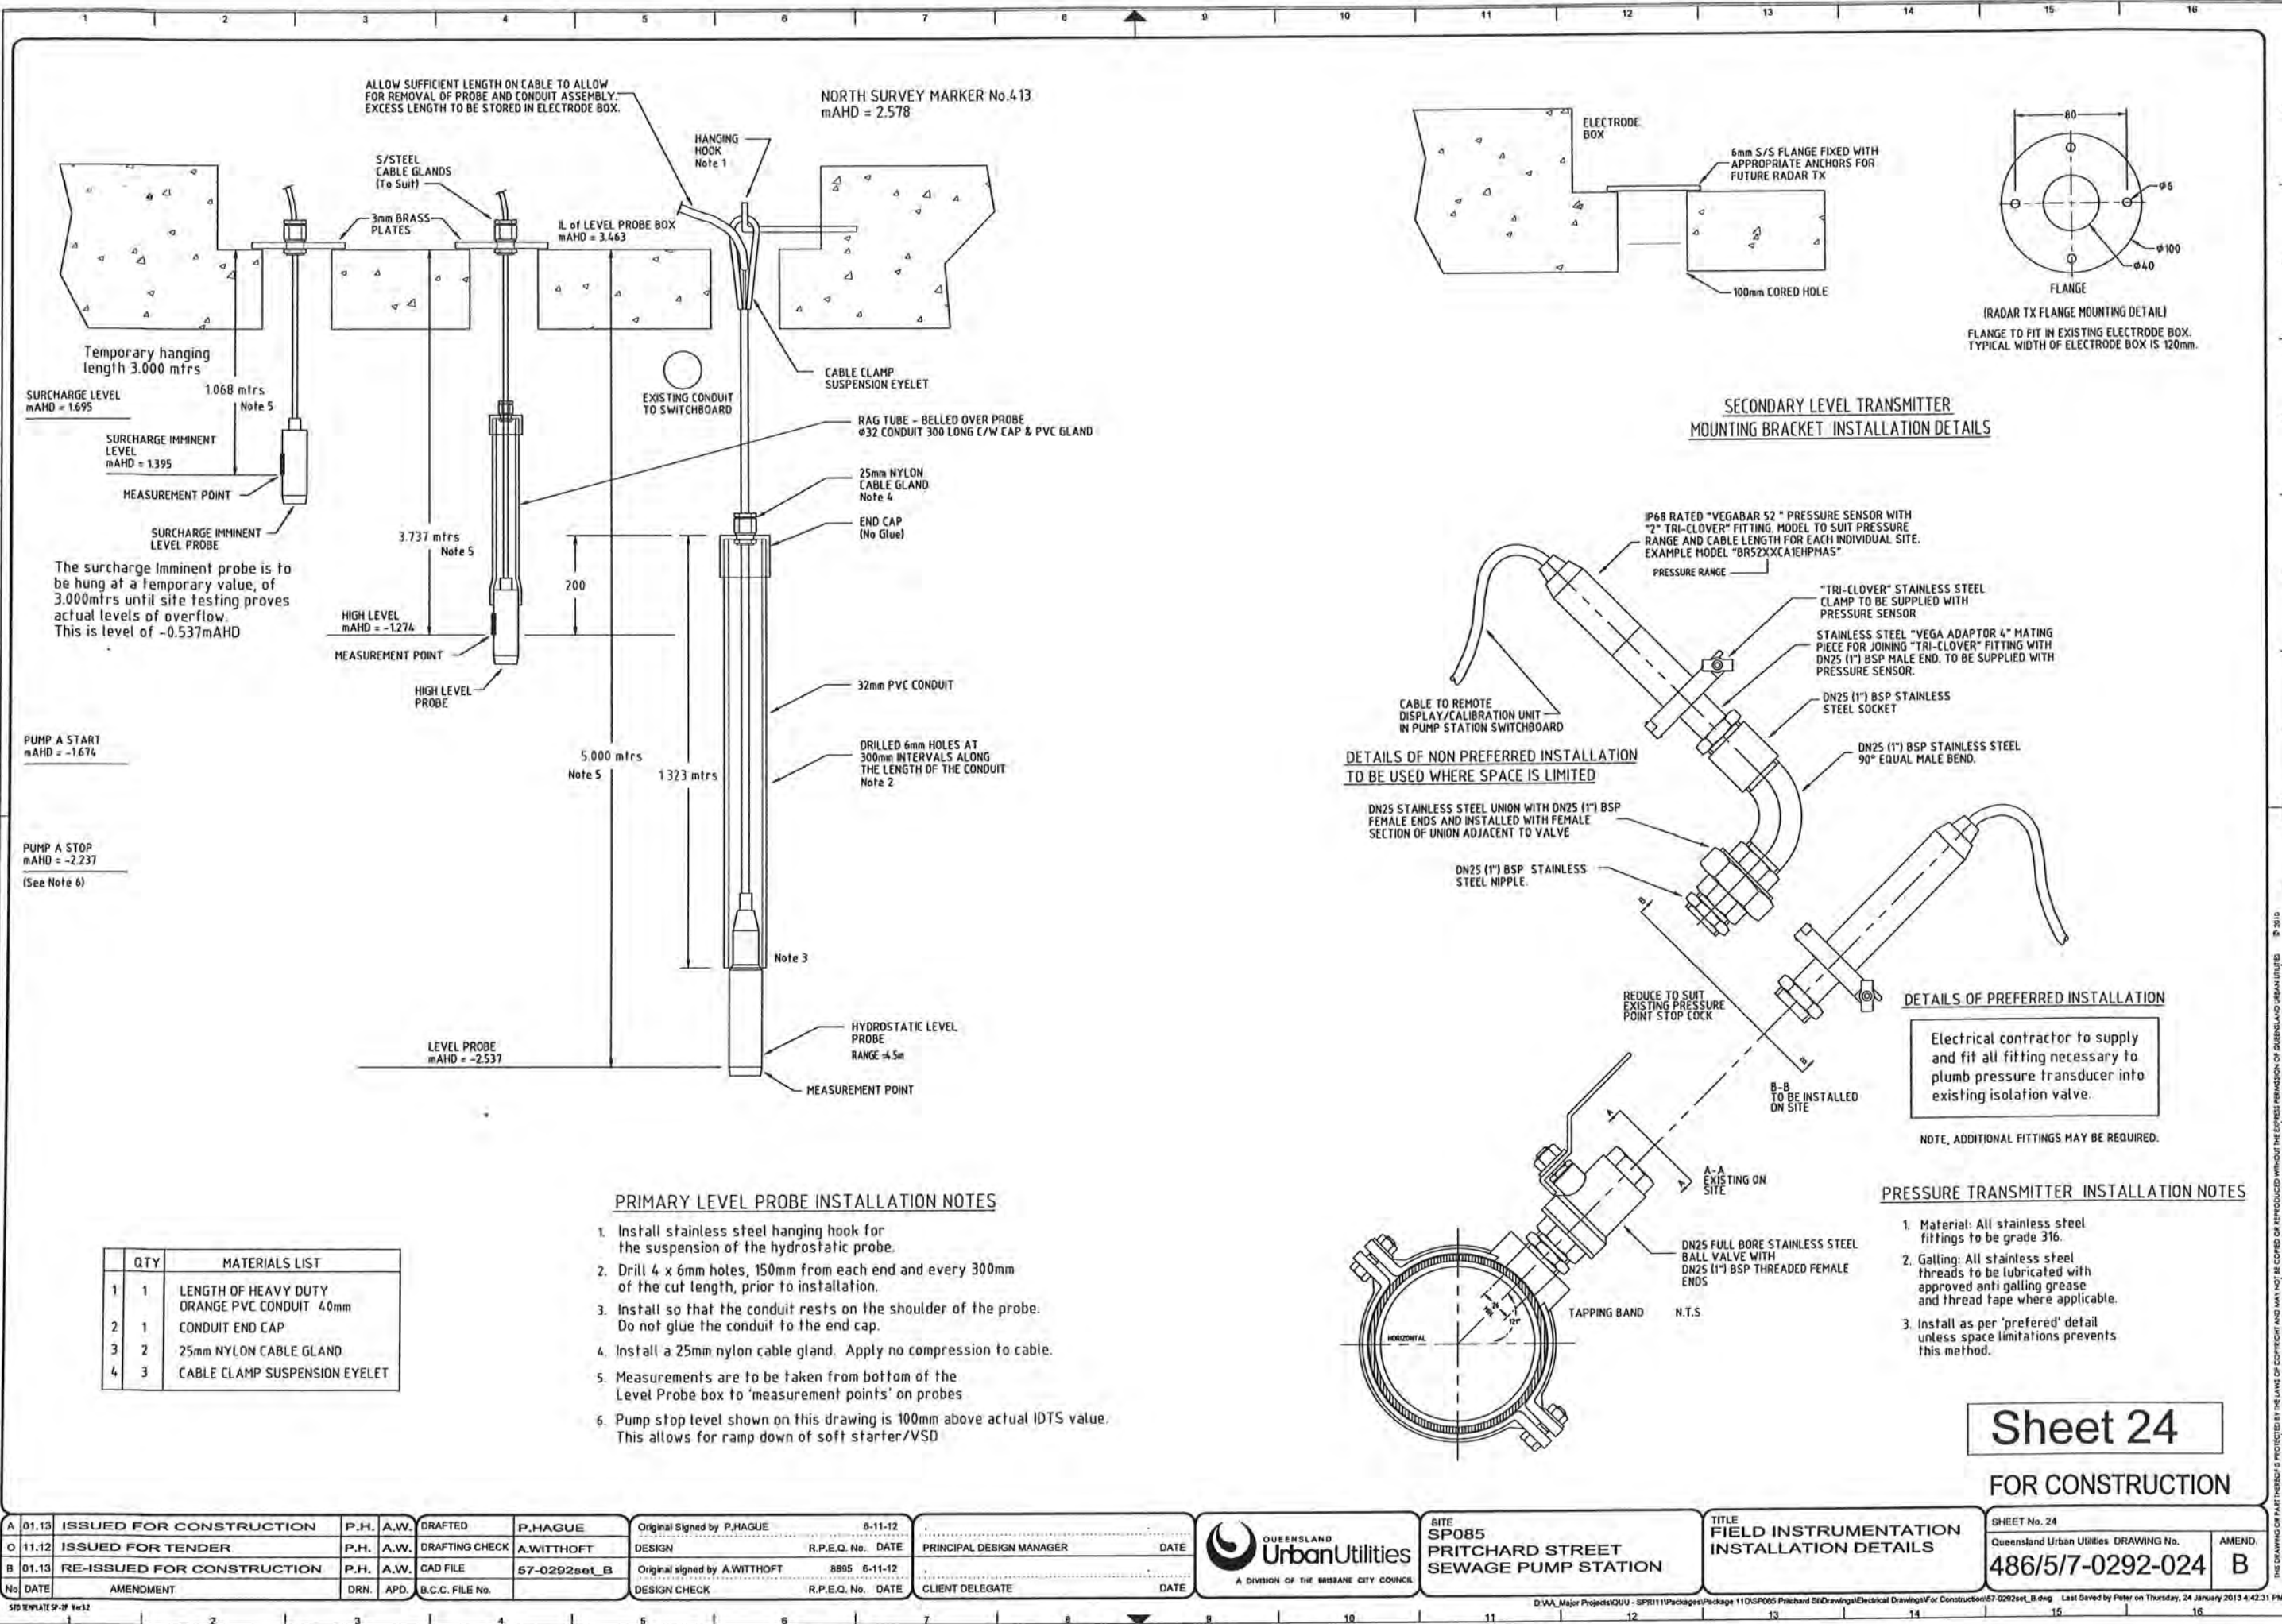 ALLOW SUFFICIENT LENGTH ON CABLE TO ALLOW
FOR REMOVAL OF PROBE AND CONDUIT ASSEMBLY.
EXCESS LENGTH TO BE STORED IN ELECTRODE BOX.
NORTH SURVEY MARKER No.413
mAHD = 2.578
HANGING
HOOK
Note 1
S/STEEL
CABLE GLANDS
(To Suit)
3mm BRASS
PLATES
IL of LEVEL PROBE BOX
mAHD = 3.463
Temporary hanging
length 3.000 mtrs
SURCHARGE LEVEL
mAHD = 1.695
1.068 mtrs
Note 5
SURCHARGE IMMINENT
LEVEL
mAHD = 1.395
MEASUREMENT POINT
SURCHARGE IMMINENT
LEVEL PROBE
The surcharge Imminent probe is to
be hung at a temporary value, of
3.000mtrs until site testing proves
actual levels of overflow.
This is level of -0.537mAHD
EXISTING CONDUIT
TO SWITCHBOARD
CABLE CLAMP
SUSPENSION EYELET
RAG TUBE - BELLED OVER PROBE
ø32 CONDUIT 300 LONG C/W CAP & PVC GLAND
25mm NYLON
CABLE GLAND
Note 4
END CAP
(No Glue)
3.737 mtrs
Note 5
200
HIGH LEVEL
mAHD = -1.274
MEASUREMENT POINT
HIGH LEVEL
PROBE
32mm PVC CONDUIT
PUMP A START
mAHD = -1.674
5.000 mtrs
Note 5
1.323 mtrs
DRILLED 6mm HOLES AT
300mm INTERVALS ALONG
THE LENGTH OF THE CONDUIT
Note 2
PUMP A STOP
mAHD = -2.237
(See Note 6)
Note 3
HYDROSTATIC LEVEL
PROBE
RANGE =4.5m
LEVEL PROBE
mAHD = -2.537
MEASUREMENT POINT
ELECTRODE
BOX
6mm S/S FLANGE FIXED WITH
APPROPRIATE ANCHORS FOR
FUTURE RADAR TX
100mm CORED HOLE
80
ø6
ø100
ø40
FLANGE
(RADAR TX FLANGE MOUNTING DETAIL)
FLANGE TO FIT IN EXISTING ELECTRODE BOX.
TYPICAL WIDTH OF ELECTRODE BOX IS 120mm.
SECONDARY LEVEL TRANSMITTER
MOUNTING BRACKET INSTALLATION DETAILS
IP68 RATED "VEGABAR 52 " PRESSURE SENSOR WITH
"2" TRI-CLOVER" FITTING. MODEL TO SUIT PRESSURE
RANGE AND CABLE LENGTH FOR EACH INDIVIDUAL SITE.
EXAMPLE MODEL "BR52XXCA1EHPMAS"
PRESSURE RANGE
"TRI-CLOVER" STAINLESS STEEL
CLAMP TO BE SUPPLIED WITH
PRESSURE SENSOR
STAINLESS STEEL "VEGA ADAPTOR 4" MATING
PIECE FOR JOINING "TRI-CLOVER" FITTING WITH
DN25 (1") BSP MALE END. TO BE SUPPLIED WITH
PRESSURE SENSOR.
DN25 (1") BSP STAINLESS
STEEL SOCKET
CABLE TO REMOTE
DISPLAY/CALIBRATION UNIT
IN PUMP STATION SWITCHBOARD
DN25 (1") BSP STAINLESS STEEL
90° EQUAL MALE BEND.
DETAILS OF NON PREFERRED INSTALLATION
TO BE USED WHERE SPACE IS LIMITED
DN25 STAINLESS STEEL UNION WITH DN25 (1") BSP
FEMALE ENDS AND INSTALLED WITH FEMALE
SECTION OF UNION ADJACENT TO VALVE
DN25 (1") BSP STAINLESS
STEEL NIPPLE.
B
REDUCE TO SUIT
EXISTING PRESSURE
POINT STOP COCK
B
DETAILS OF PREFERRED INSTALLATION
Electrical contractor to supply
and fit all fitting necessary to
plumb pressure transducer into
existing isolation valve.
NOTE, ADDITIONAL FITTINGS MAY BE REQUIRED.
B-B
TO BE INSTALLED
ON SITE
A
A
A-A
EXISTING ON
SITE
DN25 FULL BORE STAINLESS STEEL
BALL VALVE WITH
DN25 (1") BSP THREADED FEMALE
ENDS
TAPPING BAND N.T.S
HORIZONTAL
PRESSURE TRANSMITTER INSTALLATION NOTES
1. Material: All stainless steel
fittings to be grade 316.
2. Galling: All stainless steel
threads to be lubricated with
approved anti galling grease
and thread tape where applicable.
3. Install as per 'prefered' detail
unless space limitations prevents
this method.
PRIMARY LEVEL PROBE INSTALLATION NOTES
1. Install stainless steel hanging hook for
the suspension of the hydrostatic probe.
2. Drill 4 x 6mm holes, 150mm from each end and every 300mm
of the cut length, prior to installation.
3. Install so that the conduit rests on the shoulder of the probe.
Do not glue the conduit to the end cap.
4. Install a 25mm nylon cable gland. Apply no compression to cable.
5. Measurements are to be taken from bottom of the
Level Probe box to 'measurement points' on probes
6. Pump stop level shown on this drawing is 100mm above actual IDTS value.
This allows for ramp down of soft starter/VSD
QTY MATERIALS LIST
1 1 LENGTH OF HEAVY DUTY
ORANGE PVC CONDUIT 40mm
2 1 CONDUIT END CAP
3 2 25mm NYLON CABLE GLAND
4 3 CABLE CLAMP SUSPENSION EYELET
Sheet 24
FOR CONSTRUCTION
A 01.13 ISSUED FOR CONSTRUCTION P.H. A.W.
O 11.12 ISSUED FOR TENDER P.H. A.W.
B 01.13 RE-ISSUED FOR CONSTRUCTION P.H. A.W.
No DATE AMENDMENT DRN. APD.
DRAFTED P.HAGUE
DRAFTING CHECK A.WITTHOFT
CAD FILE 57-0292set_B
B.C.C. FILE No.
Original Signed by P.HAGUE 6-11-12
DESIGN R.P.E.Q. No. DATE
Original signed by A.WITTHOFT 8695 6-11-12
DESIGN CHECK R.P.E.Q. No. DATE
PRINCIPAL DESIGN MANAGER DATE
CLIENT DELEGATE DATE
QUEENSLAND
UrbanUtilities
A DIVISION OF THE BRISBANE CITY COUNCIL
SITE
SP085
PRITCHARD STREET
SEWAGE PUMP STATION
TITLE
FIELD INSTRUMENTATION
INSTALLATION DETAILS
SHEET No. 24
Queensland Urban Utilities DRAWING No. AMEND.
486/5/7-0292-024 B